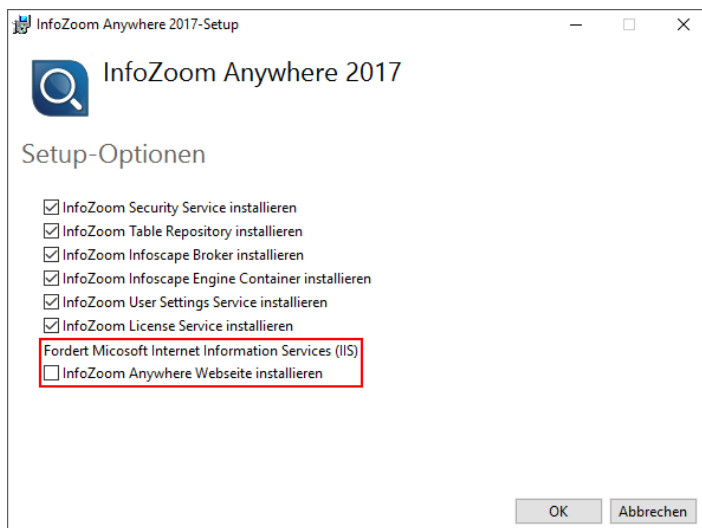 InfoZoom Anywhere 2017-Setup
InfoZoom Anywhere 2017
Setup-Optionen
InfoZoom Security Service installieren
InfoZoom Table Repository installieren
InfoZoom Infoscape Broker installieren
InfoZoom Infoscape Engine Container installieren
InfoZoom User Settings Service installieren
InfoZoom License Service installieren
Fordert Micosoft Internet Information Services (IIS)
InfoZoom Anywhere Webseite installieren
OK
Abbrechen